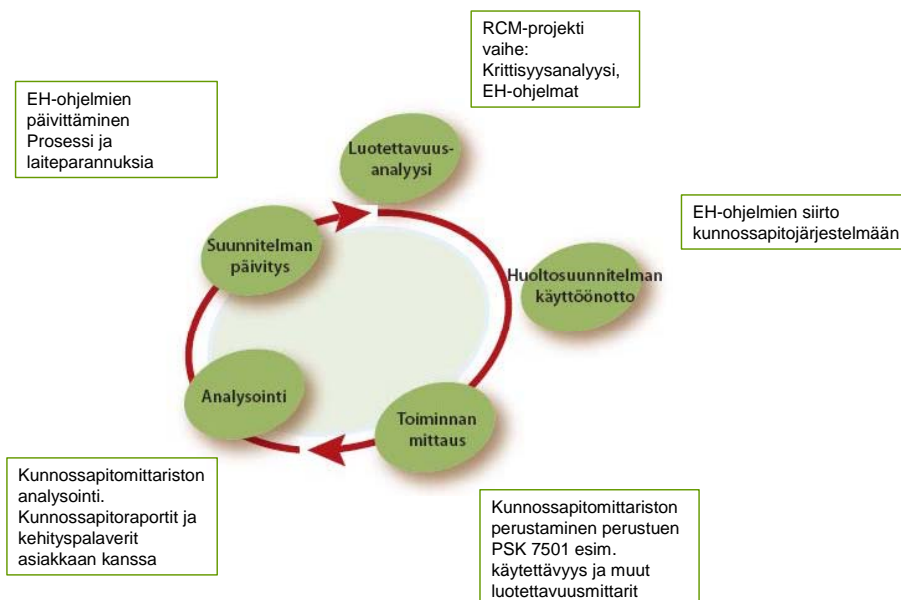 RCM-projekti
vaihe:
Krittisyysanalyysi,
EH-ohjelmat
EH-ohjelmien
päivittäminen
Prosessi ja
laiteparannuksia
Luotettavuus-
analyysi
EH-ohjelmien siirto
kunnossapitojärjestelmään
Suunnitelman
päivitys
Huoltosuunnitelman
käyttöönotto
Analysointi
Toiminnan
mittaus
Kunnossapitomittariston
analysointi.
Kunnossapitoraportit ja
kehityspalaverit
asiakkaan kanssa
Kunnossapitomittariston
perustaminen perustuen
PSK 7501 esim.
käytettävyys ja muut
luotettavuusmittarit